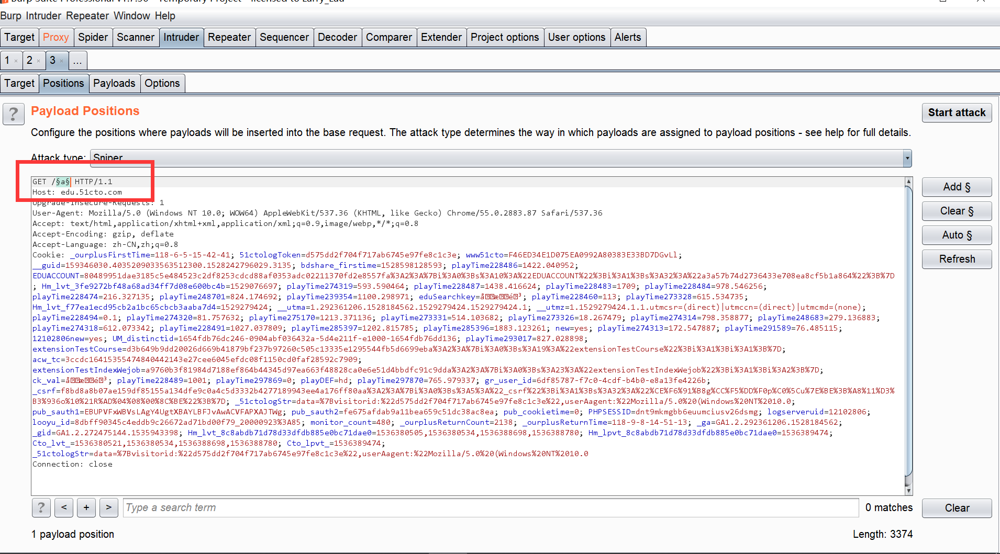 Burp Suite Professional v1.7.30 - Temporary Project - licensed to Larry_Lau
Burp Intruder Repeater Window Help
Target Proxy Spider Scanner Intruder Repeater Sequencer Decoder Comparer Extender Project options User options Alerts
1 × 2 × 3 × ...
Target Positions Payloads Options
? Payload Positions Start attack
Configure the positions where payloads will be inserted into the base request. The attack type determines the way in which payloads are assigned to payload positions - see help for full details.
Attack type: Sniper
GET /§a§ HTTP/1.1 Add §
Host: edu.51cto.com
Upgrade-Insecure-Requests: 1
User-Agent: Mozilla/5.0 (Windows NT 10.0; WOW64) AppleWebKit/537.36 (KHTML, like Gecko) Chrome/55.0.2883.87 Safari/537.36 Clear §
Accept: text/html,application/xhtml+xml,application/xml;q=0.9,image/webp,*/*;q=0.8
Accept-Encoding: gzip, deflate Auto §
Accept-Language: zh-CN,zh;q=0.8
Cookie: _ourplusFirstTime=118-6-5-15-42-41; 51ctologToken=d575dd2f704f717ab6745e97fe8c1c3e; www51cto=F46ED34E1D075EA0992A80383E33BD7DGvLl; Refresh
__guid=159346030.4035209033563512300.1528242796029.3135; bdshare_firstime=1528598128593; playTime228486=1422.040952;
EDUACCOUNT=80489951dae3185c5e484523c2df8253cdcd88af0353adc02211370fd2e8557fa%3A2%3A%7Bi%3A0%3Bs%3A10%3A%22EDUACCOUNT%22%3Bi%3A1%3Bs%3A32%3A%22a3a57b74d2736433e708ea8cf5b1a864%22%3B%7D
; Hm_lvt_3fe9272bf48a68ad34ff7d08e600bc4b=1529076697; playTime274319=593.590464; playTime228487=1438.416624; playTime228483=1709; playTime228484=978.546256;
playTime228474=216.327135; playTime248701=824.174692; playTime239354=1100.298971; eduSearchkey=åæé³; playTime228460=113; playTime273328=615.534735;
Hm_lvt_f77ea1ecd95cb2a1bc65cbcb3aaba7d4=1529279424; __utma=1.292361206.1528184562.1529279424.1529279424.1; __utmz=1.1529279424.1.1.utmcsr=(direct)|utmccn=(direct)|utmcmd=(none);
playTime228494=0.1; playTime274320=81.757632; playTime275170=1213.371136; playTime273331=514.103682; playTime273326=18.267479; playTime274314=798.358877; playTime248683=279.136883;
playTime274318=612.073342; playTime228491=1027.037809; playTime285397=1202.815785; playTime285396=1883.123261; new=yes; playTime274313=172.547887; playTime291589=76.485115;
12102806new=yes; UM_distinctid=1654fdb76dc246-0904abf036432a-5d4e211f-e1000-1654fdb76dd136; playTime293017=827.028898;
extensionTestCourse=d3b649b9dd20026d669b41879bf237b97260c505c13335e1295544fb5d6699eba%3A2%3A%7Bi%3A0%3Bs%3A19%3A%22extensionTestCourse%22%3Bi%3A1%3Bi%3A1%3B%7D;
acw_tc=3ccdc16415355474840442143e27cee6045efdc08f1150cd0faf28592c7909;
extensionTestIndexWejob=a9760b3f81984d7188ef864b44d97ea663f48828ca0e6e51d4bbdfc91c9dda%3A2%3A%7Bi%3A0%3Bs%3A23%3A%22extensionTestIndexWejob%22%3Bi%3A1%3Bi%3A2%3B%7D;
ck_val=åæé³; playTime228489=1001; playTime297869=0; playDEF=hd; playTime297870=765.979337; gr_user_id=6df85787-f7c0-4cdf-b4b0-e8a13fe4226b;
_csrf=f8bd8a8b07ae159df85155a134dfe9c0a4c5d3332b4277189943ee4a176ff80aa%3A2%3A%7Bi%3A0%3Bs%3A5%3A%22_csrf%22%3Bi%3A1%3Bs%3A32%3A%22%CE%F6%91%B8g%CC%F5%DD%F0p%C0%5Cu%7E%BE%3B%A8%11%D3%
B3%936o%10%21R%AD%04%08%00%8C%BE%22%3B%7D; _51ctologStr=data=%7Bvisitorid:%22d575dd2f704f717ab6745e97fe8c1c3e%22,userAagent:%22Mozilla/5.0%20(Windows%20NT%2010.0;
pub_sauth1=EBUPVFxWBVsLAgY4UgtXBAYLBFJvAwACVFAPXAJTWg; pub_sauth2=fe675afdab9a11bea659c51dc38ac8ea; pub_cookietime=0; PHPSESSID=dnt9mkmgbb6euumciusv26dsmg; logserveruid=12102806;
looyu_id=8dbff90345c4eddb9c26672ad71bd00f79_20000923%3A85; monitor_count=480; _ourplusReturnCount=2138; _ourplusReturnTime=118-9-8-14-51-13; _ga=GA1.2.292361206.1528184562;
_gid=GA1.2.272475144.1535943398; Hm_lvt_8c8abdb71d78d33dfdb885e0bc71dae0=1536380505,1536380534,1536388698,1536388780; Hm_lpvt_8c8abdb71d78d33dfdb885e0bc71dae0=1536389474;
Cto_lvt_=1536380521,1536380534,1536388698,1536388780; Cto_lpvt_=1536389474;
_51ctologStr=data=%7Bvisitorid:%22d575dd2f704f717ab6745e97fe8c1c3e%22,userAagent:%22Mozilla/5.0%20(Windows%20NT%2010.0
Connection: close
? < + > Type a search term 0 matches Clear
1 payload position Length: 3374